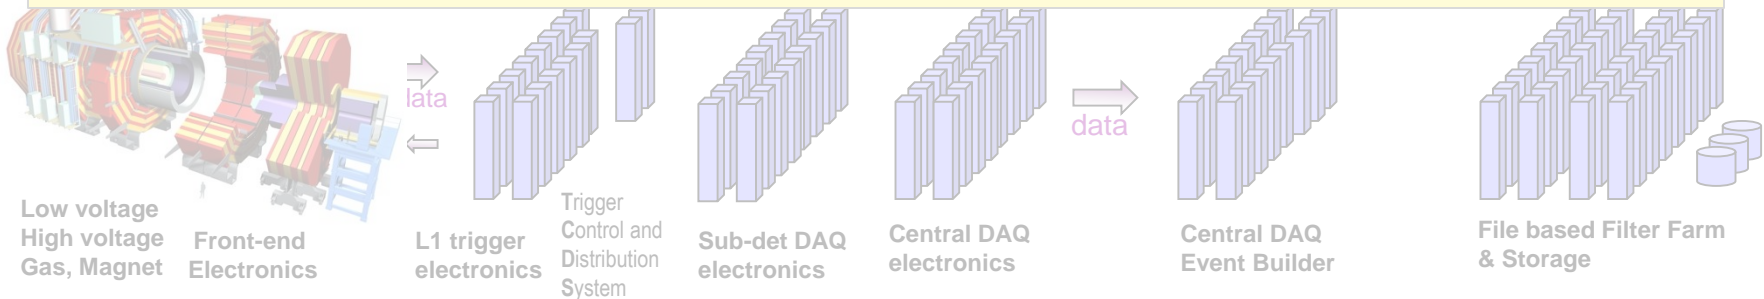 data
data
Low voltage
High voltage
Gas, Magnet
Front-end
Electronics
L1 trigger
electronics
Trigger
Control and
Distribution
System
Sub-det DAQ
electronics
Central DAQ
electronics
Central DAQ
Event Builder
File based Filter Farm
& Storage